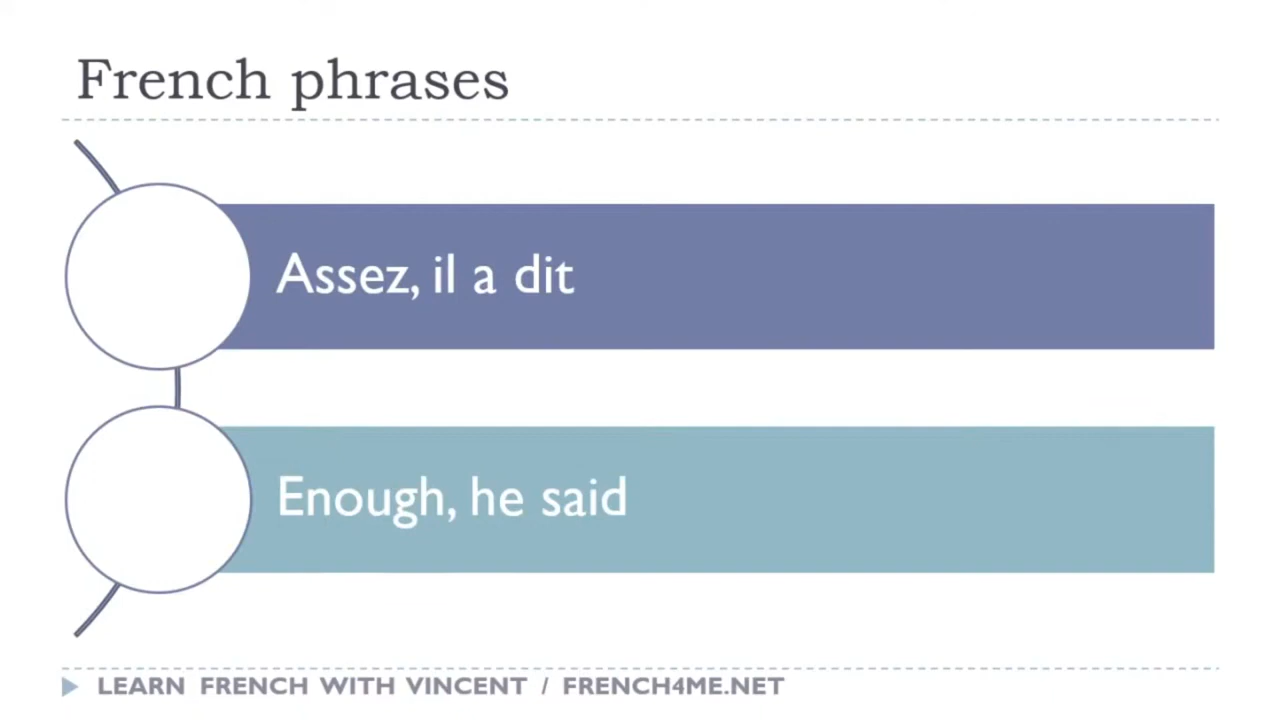 French phrases
Assez, il a dit
Enough, he said
LEARN FRENCH WITH VINCENT / FRENCH4ME.NET